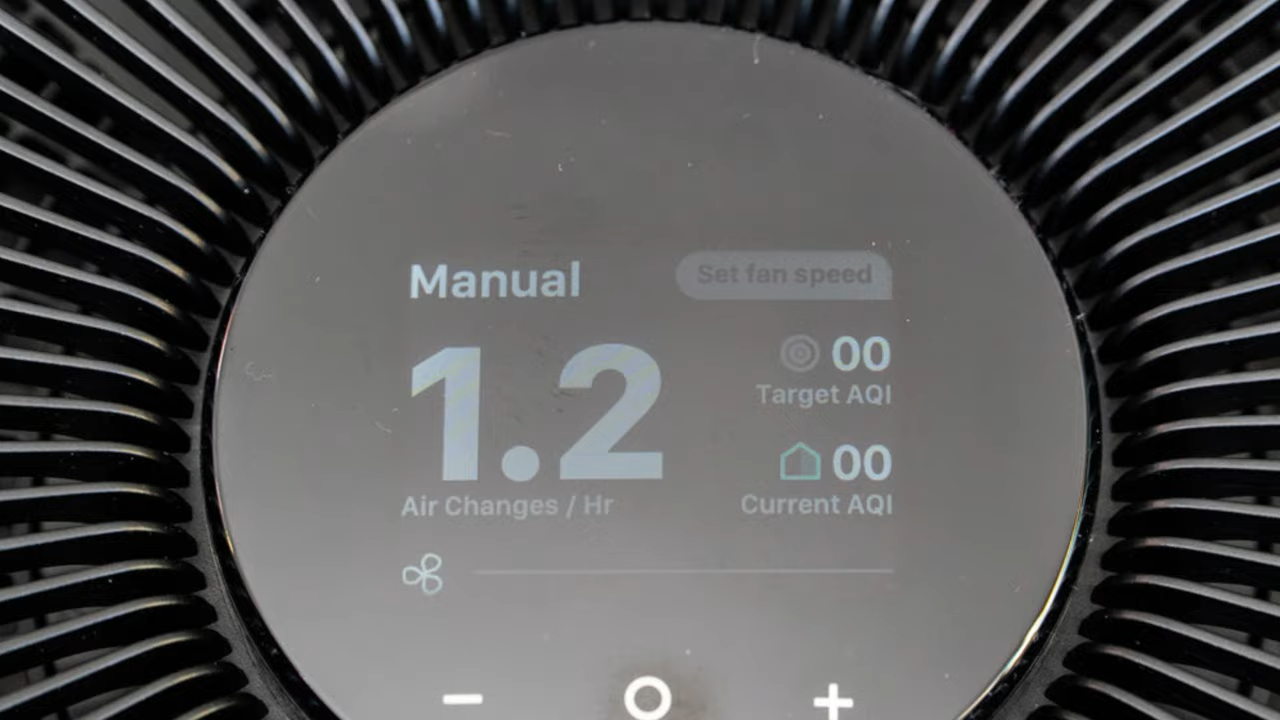 Manual
Set fan speed
1.2
Air Changes / Hr
00
Target AQI
00
Current AQI